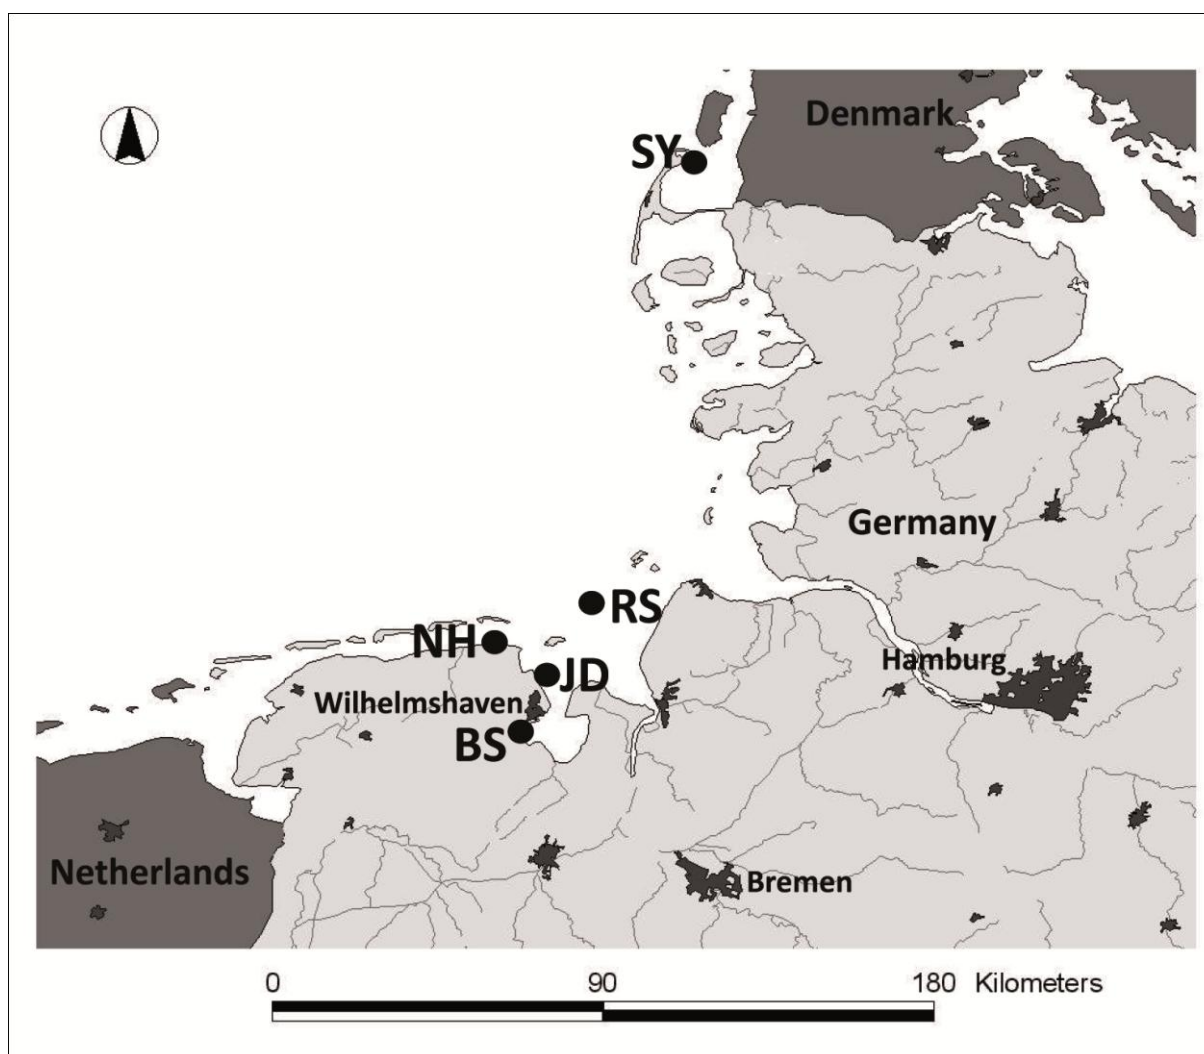 Denmark
SY
Germany
RS
NH
Hamburg
JD
Wilhelmshaven
BS
Netherlands
Bremen
0 90 180 Kilometers